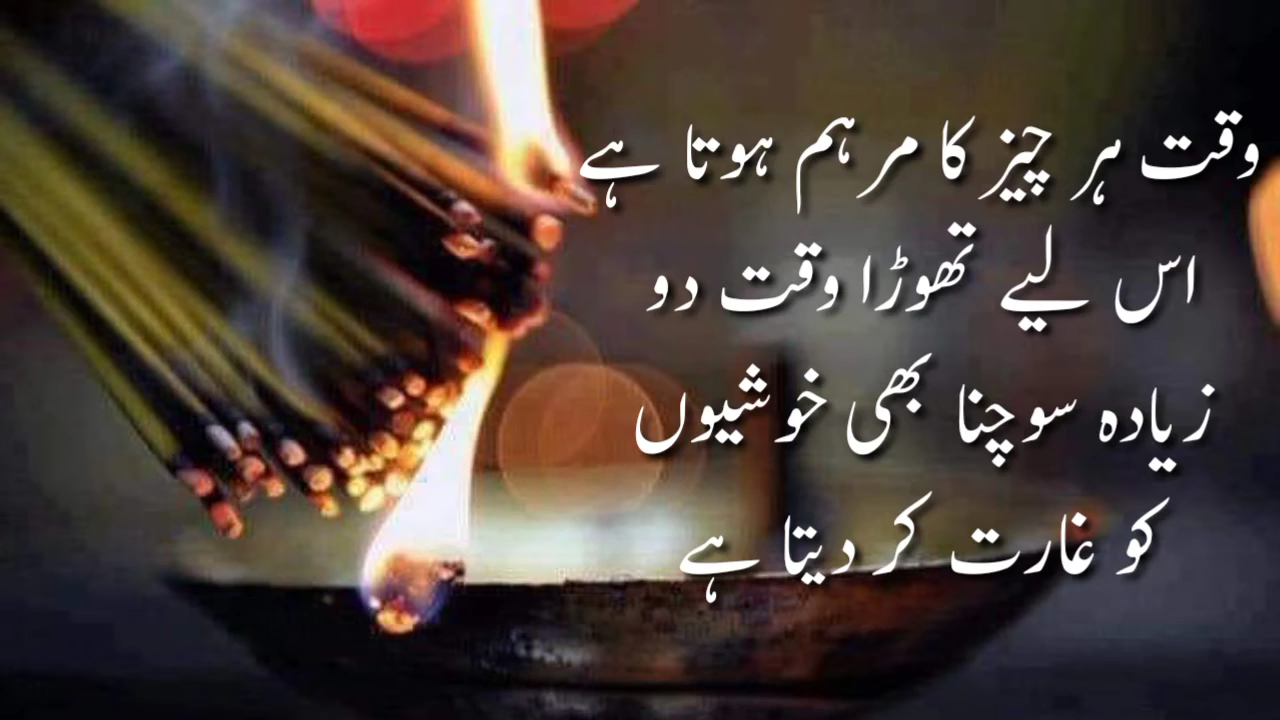 وقت ہر چیز کا مرہم ہوتا ہے
اس لیے تھوڑا وقت دو
زیادہ سوچنا بھی خوشیوں
کو غارت کر دیتا ہے